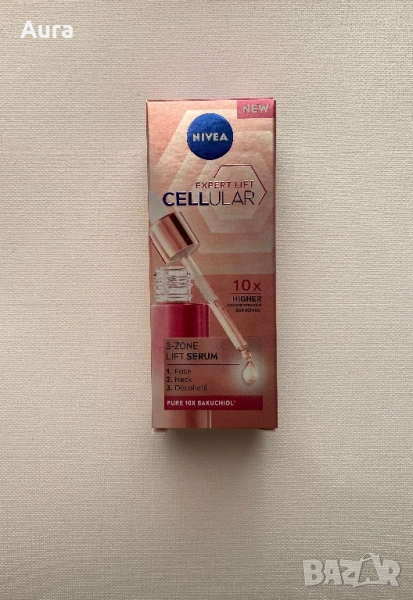 Aura
NEW
NIVEA
EXPERT LIFT
CELLULAR
10x
HIGHER
BAKUCHIOL
3-ZONE
LIFT SERUM
1. Face
2. Neck
3. Décolleté
PURE 10X BAKUCHIOL
BAZAR